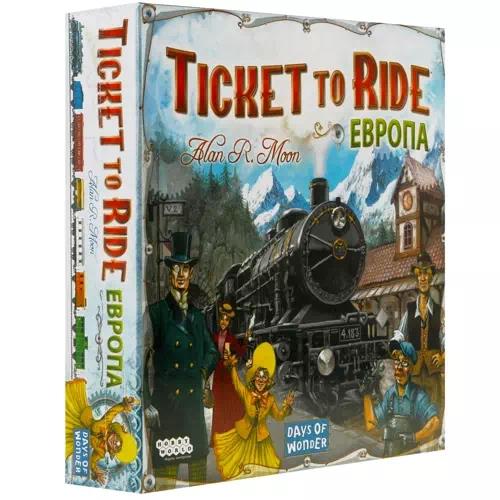 TICKET TO RIDE
ЕВРОПА
Alan R. Moon
V.2
4.183
HOBBY
WORLD
DAYS OF
WONDER
TICKET TO RIDE
Alan R. Moon
ЕВРОПА
DAYS OF
WONDER